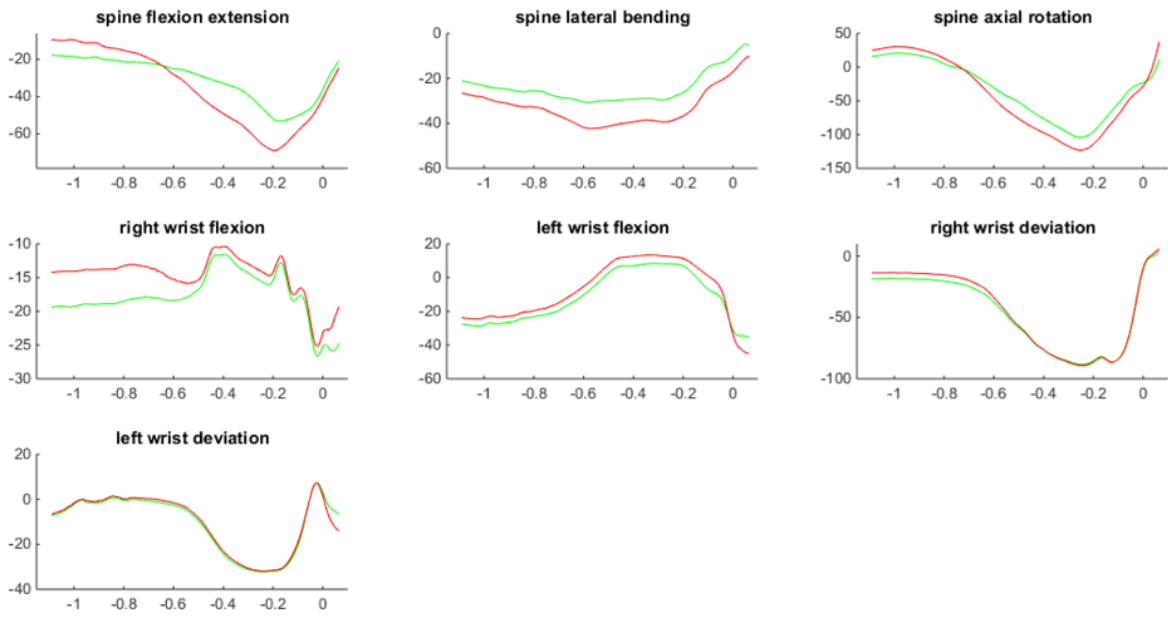 spine flexion extension
-20
-40
-60
-1 -0.8 -0.6 -0.4 -0.2 0
spine lateral bending
0
-20
-40
-60
-1 -0.8 -0.6 -0.4 -0.2 0
spine axial rotation
50
0
-50
-100
-150
-1 -0.8 -0.6 -0.4 -0.2 0
right wrist flexion
-10
-15
-20
-25
-30
-1 -0.8 -0.6 -0.4 -0.2 0
left wrist flexion
20
0
-20
-40
-60
-1 -0.8 -0.6 -0.4 -0.2 0
right wrist deviation
0
-50
-100
-1 -0.8 -0.6 -0.4 -0.2 0
left wrist deviation
20
0
-20
-40
-1 -0.8 -0.6 -0.4 -0.2 0